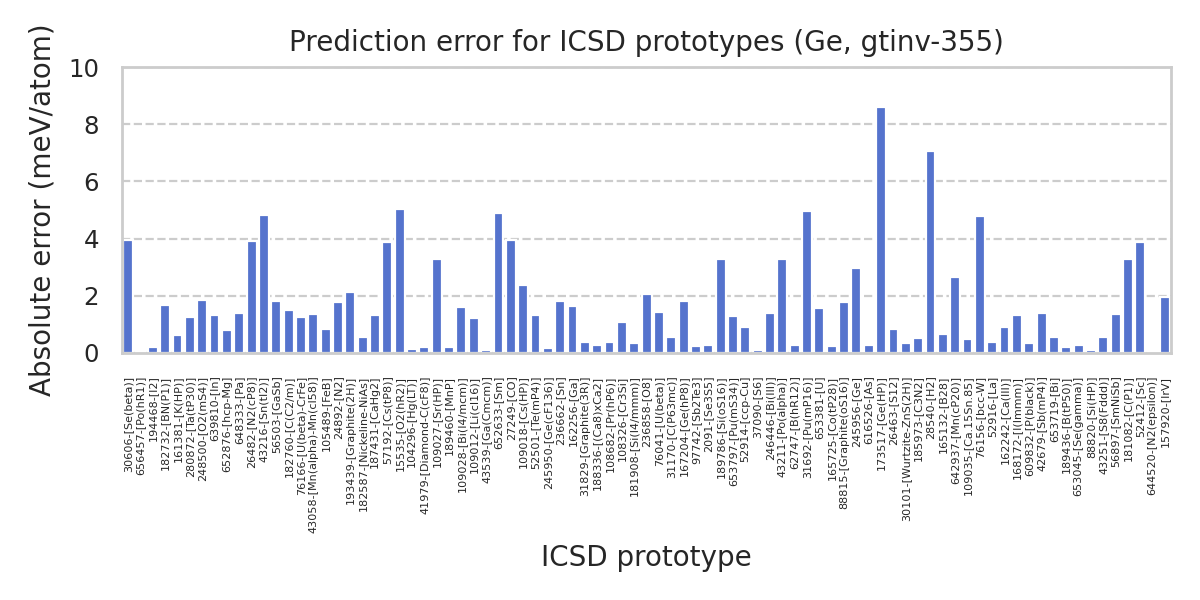 Prediction error for ICSD prototypes (Ge, gtinv-355)
Absolute error (meV/atom)
10
8
6
4
2
0
30606-[Se(beta)]
656457-[Po(hR1)]
194468-[I2]
182732-[BN(P1)]
161381-[K(HP)]
280872-[Ta(tP30)]
248500-[O2(mS4)]
639810-[In]
652876-[hcp-Mg]
648333-[Pa]
26482-[N2(cP8)]
43216-[Sn(tI2)]
56503-[GaSb]
182760-[C(C2/m)]
76166-[U(beta)-CrFe]
43058-[Mn(alpha)-Mn(cI58)]
105489-[FeB]
24892-[N2]
193439-[Graphite(2H)]
182587-[Nickeline-NiAs]
187431-[CaHg2]
57192-[Cs(tP8)]
15535-[O2(hR2)]
104296-[Hg(LT)]
41979-[Diamond-C(cF8)]
109027-[Sr(HP)]
189460-[MnP]
109028-[Bi(I4/mcm)]
109012-[Li(cI16)]
43539-[Ga(Cmcm)]
652633-[Sm]
27249-[CO]
109018-[Cs(HP)]
52501-[Te(mP4)]
245950-[Ge(cF136)]
236662-[Sn]
162256-[Ga]
31829-[Graphite(3R)]
188336-[(Ca8)xCa2]
108682-[Pr(hP6)]
108326-[Cr3Si]
181908-[Si(I4/mmm)]
236858-[O8]
76041-[U(beta)]
31170-[C(P63mc)]
167204-[Ge(hP8)]
97742-[Sb2Te3]
2091-[Se3S5]
189786-[Si(oS16)]
653797-[Pu(mS34)]
52914-[ccp-Cu]
37090-[S6]
246446-[Bi(III)]
43211-[Po(alpha)]
62747-[B(hR12)]
31692-[Pu(mP16)]
653381-[U]
165725-[Co(tP28)]
88815-[Graphite(oS16)]
245956-[Ge]
31692-[As]
173517-[Ge(HP)]
26463-[S12]
30101-[Wurtzite-ZnS(2H)]
185973-[C3N2]
28540-[H2]
165132-[B28]
642937-[Mn(cP20)]
109035-[Ca.15Sn.85]
76156-[bcc-W]
52916-[La]
162242-[Ca(III)]
168172-[I(Immm)]
609832-[P(black)]
42679-[Sb(mP4)]
653719-[Bi]
189436-[B(tP50)]
653045-[Se(gamma)]
88820-[Si(HP)]
43251-[S8(Fddd)]
56897-[SmNiSb]
181082-[C(P1)]
52412-[Sc]
644520-[N2(epsilon)]
157920-[IrV]
ICSD prototype